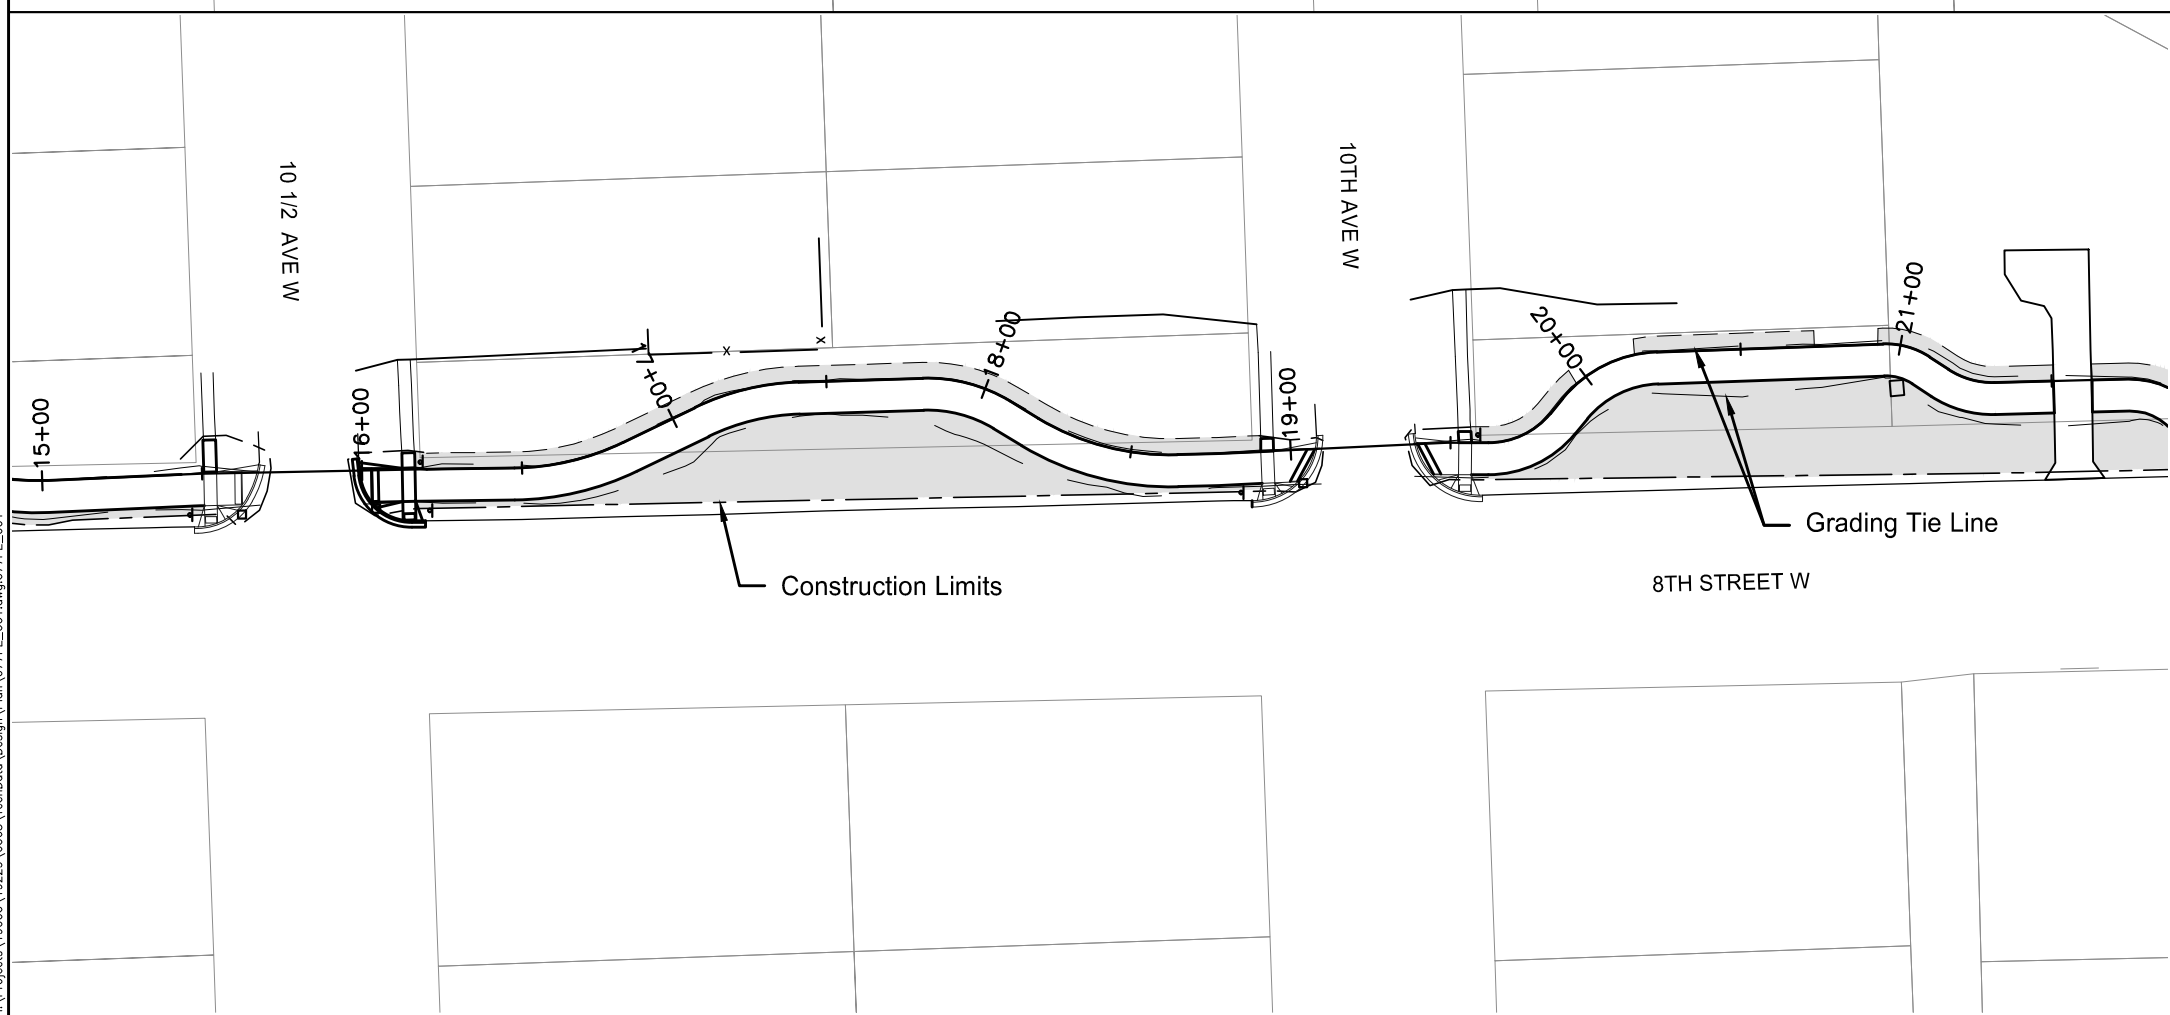 10 1/2 AVE W
10TH AVE W
15+00
16+00
17+00
x
x
18+00
19+00
20+00
21+00
Grading Tie Line
Construction Limits
8TH STREET W